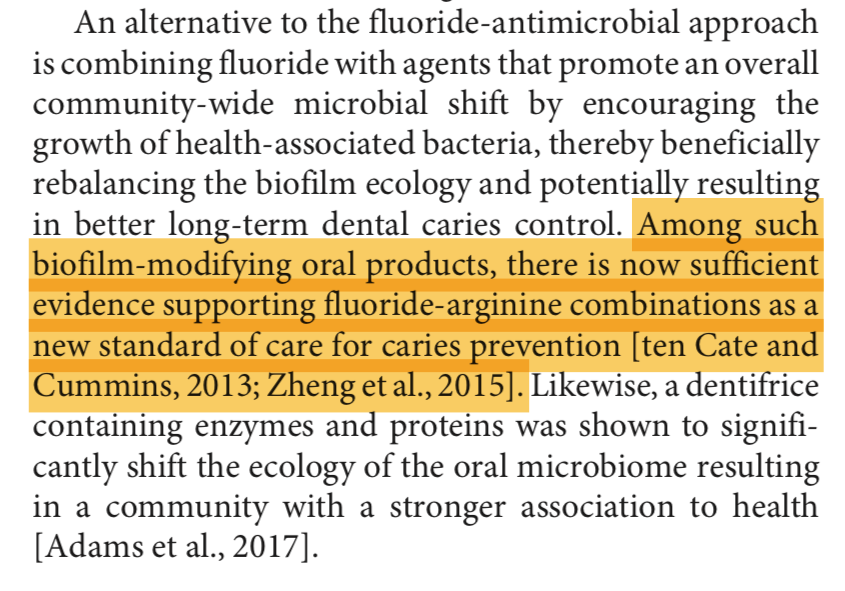 An alternative to the fluoride-antimicrobial approach
is combining fluoride with agents that promote an overall
community-wide microbial shift by encouraging the
growth of health-associated bacteria, thereby beneficially
rebalancing the biofilm ecology and potentially resulting
in better long-term dental caries control. Among such
biofilm-modifying oral products, there is now sufficient
evidence supporting fluoride-arginine combinations as a
new standard of care for caries prevention [ten Cate and
Cummins, 2013; Zheng et al., 2015]. Likewise, a dentifrice
containing enzymes and proteins was shown to signifi-
cantly shift the ecology of the oral microbiome resulting
in a community with a stronger association to health
[Adams et al., 2017].